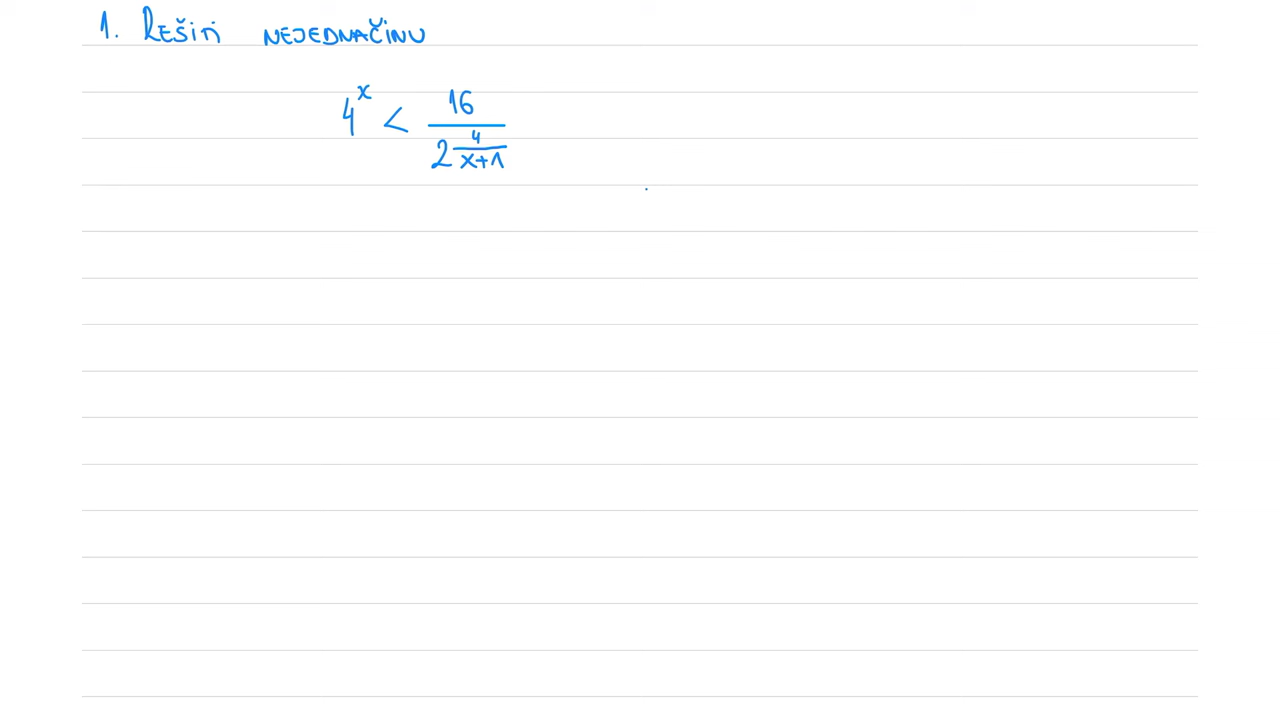 1. Rešiti nejednačinu
4^x < 16 / 2^(4/(x+1))